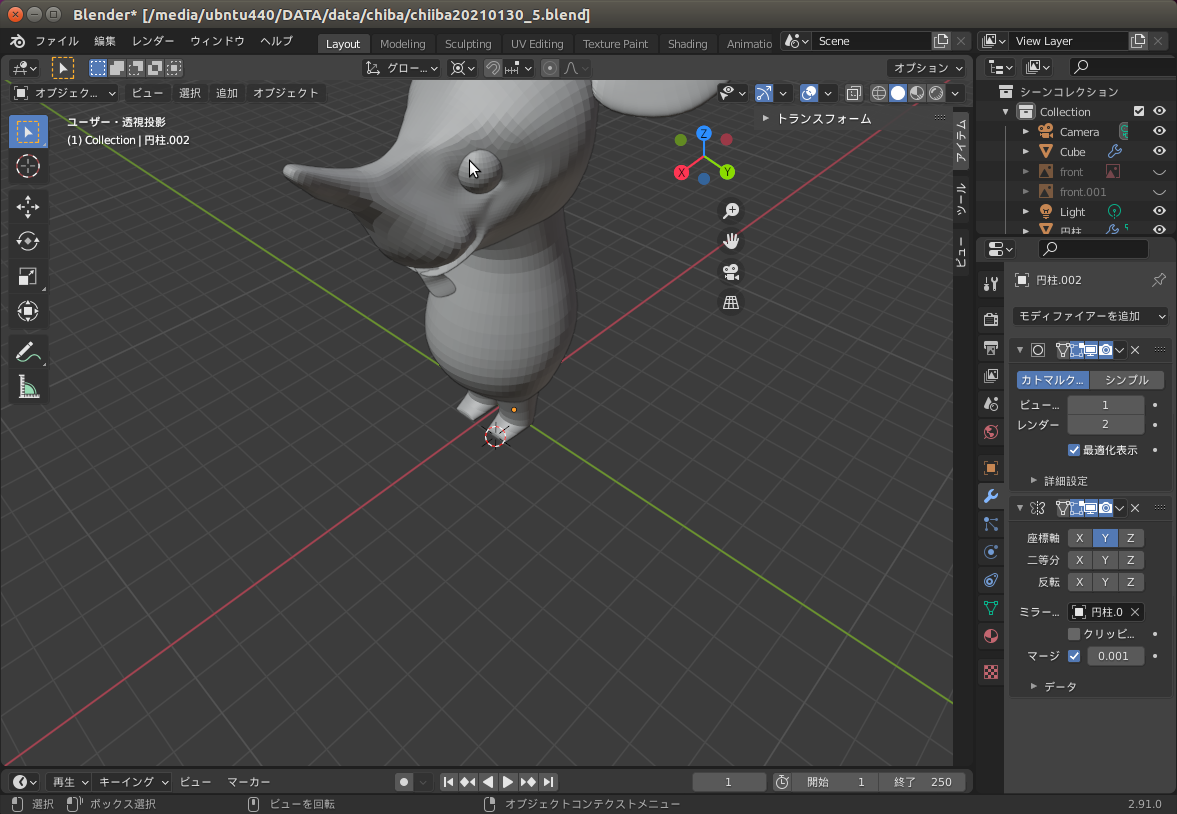 Blender* [/media/ubntu440/DATA/data/chiba/chiiba20210130_5.blend]
ファイル 編集 レンダー ウィンドウ ヘルプ Layout Modeling Sculpting UV Editing Texture Paint Shading Animatio Scene View Layer
グロー... オプション
オブジェク... ビュー 選択 追加 オブジェクト
シーンコレクション
Collection
Camera
Cube
front
front.001
Light
円柱
ユーザー・透視投影
(1) Collection | 円柱.002
トランスフォーム
アイテム
ツール
ビュー
Z
X
Y
円柱.002
モディファイアーを追加
カトマルク... シンプル
ビュー... 1
レンダー 2
最適化表示
詳細設定
座標軸 X Y Z
二等分 X Y Z
反転 X Y Z
ミラー... 円柱.0
クリッピ...
マージ 0.001
データ
再生 キーイング ビュー マーカー 1 開始 1 終了 250
選択 ボックス選択 ビューを回転 オブジェクトコンテクストメニュー 2.91.0